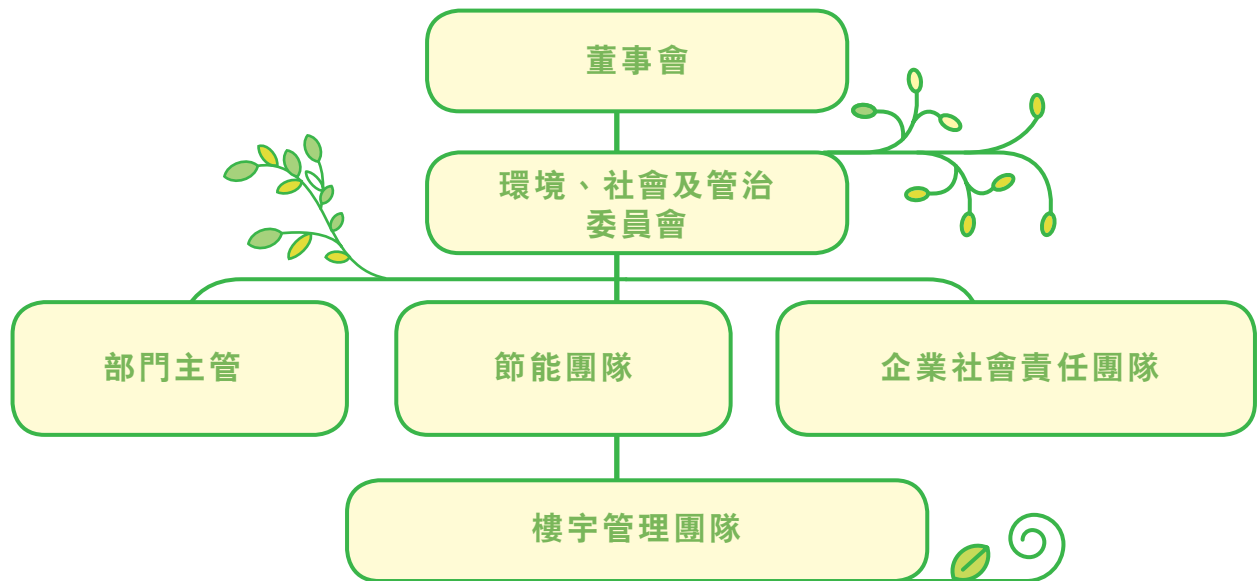 董事會
環境、社會及管治
委員會
部門主管
節能團隊
企業社會責任團隊
樓宇管理團隊